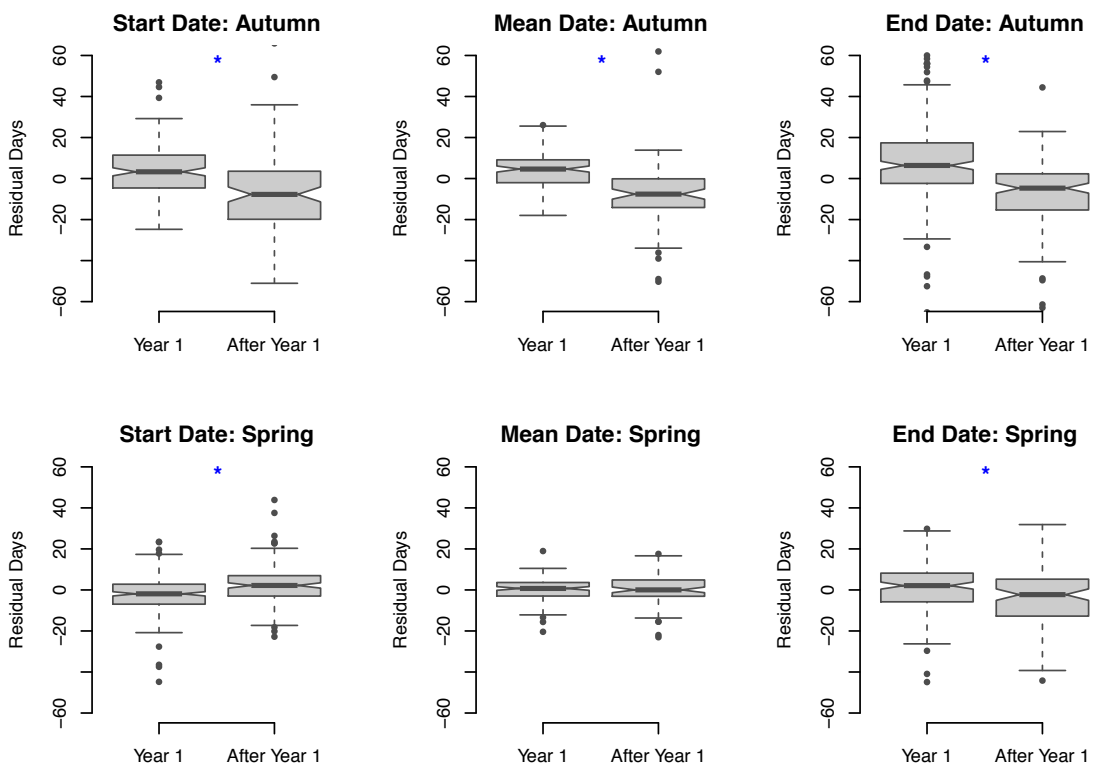 Start Date: Autumn
*
Residual Days
60
40
20
0
−20
−60
Year 1 After Year 1
Mean Date: Autumn
*
Residual Days
60
40
20
0
−20
−60
Year 1 After Year 1
End Date: Autumn
*
Residual Days
60
40
20
0
−20
−60
Year 1 After Year 1
Start Date: Spring
*
Residual Days
60
40
20
0
−20
−60
Year 1 After Year 1
Mean Date: Spring
Residual Days
60
40
20
0
−20
−60
Year 1 After Year 1
End Date: Spring
*
Residual Days
60
40
20
0
−20
−60
Year 1 After Year 1